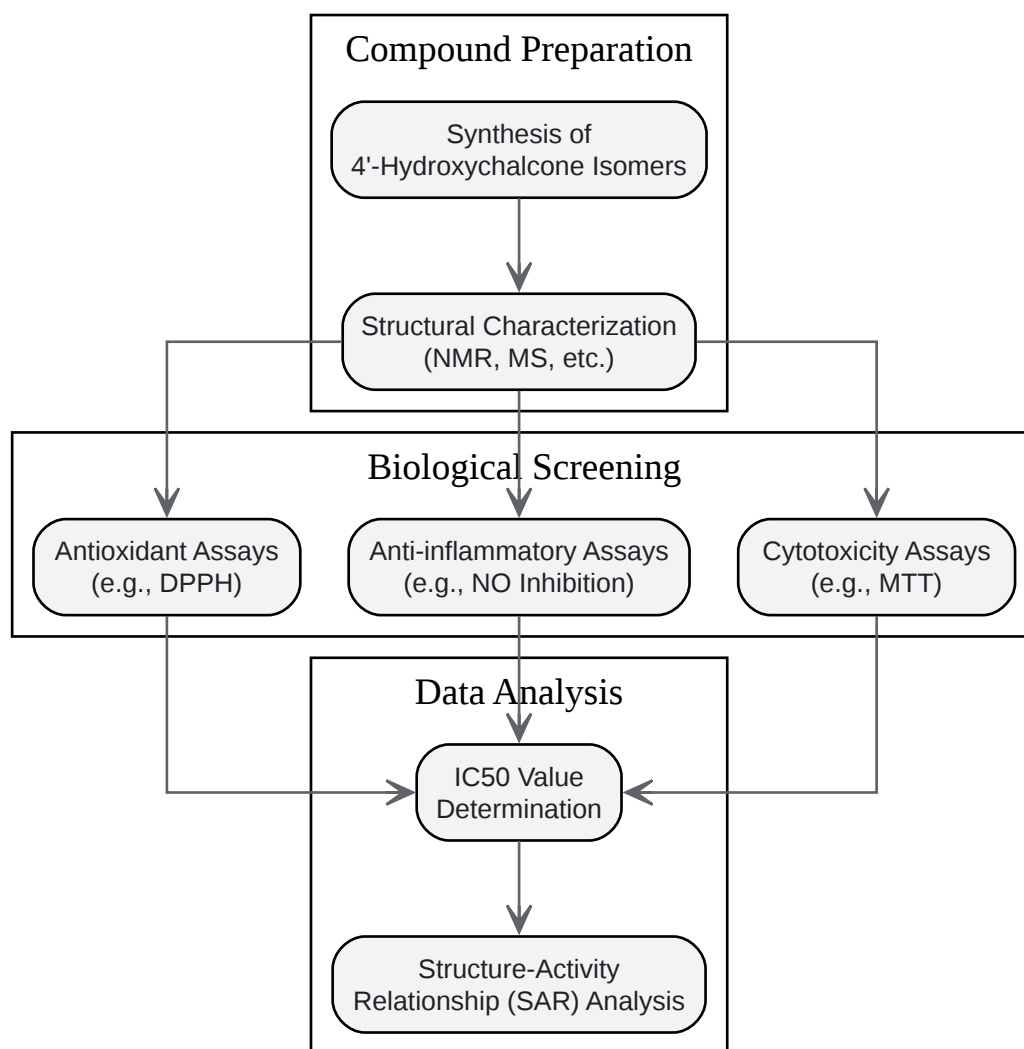 Compound Preparation
Synthesis of
4'-Hydroxychalcone Isomers
Structural Characterization
(NMR, MS, etc.)
Biological Screening
Antioxidant Assays
(e.g., DPPH)
Anti-inflammatory Assays
(e.g., NO Inhibition)
Cytotoxicity Assays
(e.g., MTT)
Data Analysis
IC50 Value
Determination
Structure-Activity
Relationship (SAR) Analysis